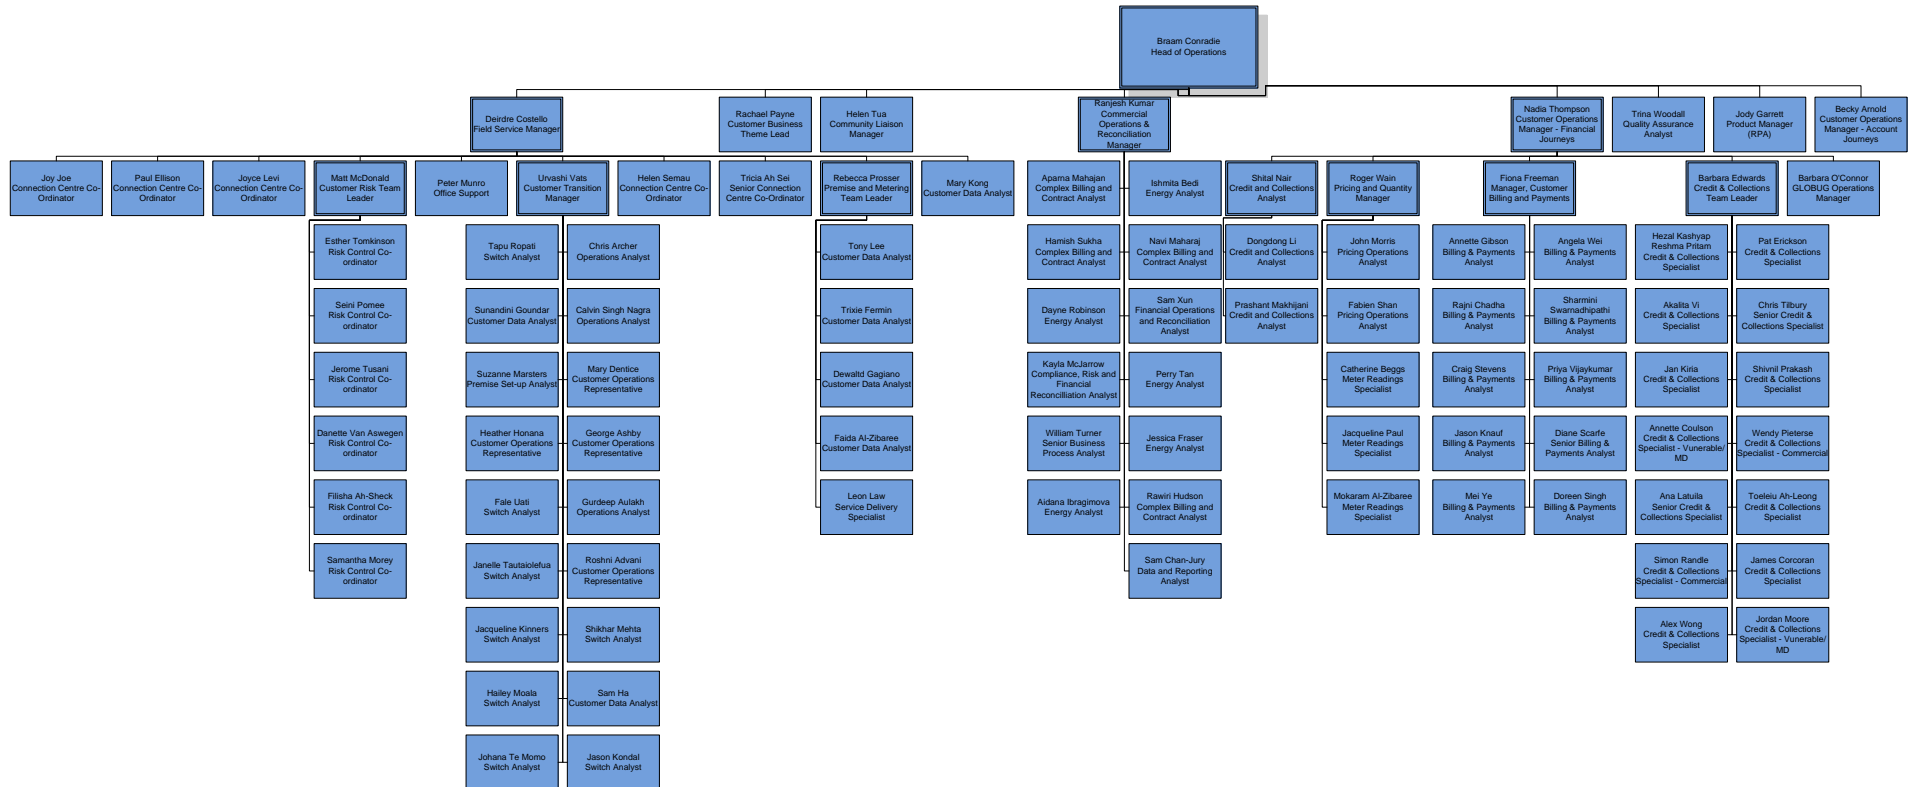 Braam Conradie
Head of Operations
Deirdre Costello
Field Service Manager
Rachael Payne
Customer Business
Theme Lead
Helen Tua
Community Liaison
Manager
Ranjesh Kumar
Commercial
Operations &
Reconciliation
Manager
Nadia Thompson
Customer Operations
Manager - Financial
Journeys
Trina Woodall
Quality Assurance
Analyst
Jody Garrett
Product Manager
(RPA)
Becky Arnold
Customer Operations
Manager - Account
Journeys
Joy Joe
Connection Centre Co-
Ordinator
Paul Ellison
Connection Centre Co-
Ordinator
Joyce Levi
Connection Centre Co-
Ordinator
Matt McDonald
Customer Risk Team
Leader
Peter Munro
Office Support
Urvashi Vats
Customer Transition
Manager
Helen Semau
Connection Centre Co-
Ordinator
Tricia Ah Sei
Senior Connection
Centre Co-Ordinator
Rebecca Prosser
Premise and Metering
Team Leader
Mary Kong
Customer Data Analyst
Aparna Mahajan
Complex Billing and
Contract Analyst
Ishmita Bedi
Energy Analyst
Shital Nair
Credit and Collections
Analyst
Roger Wain
Pricing and Quantity
Manager
Fiona Freeman
Manager, Customer
Billing and Payments
Barbara Edwards
Credit & Collections
Team Leader
Barbara O'Connor
GLOBUG Operations
Manager
Esther Tomkinson
Risk Control Co-
ordinator
Tapu Ropati
Switch Analyst
Chris Archer
Operations Analyst
Tony Lee
Customer Data Analyst
Hamish Sukha
Complex Billing and
Contract Analyst
Navi Maharaj
Complex Billing and
Contract Analyst
Dongdong Li
Credit and Collections
Analyst
John Morris
Pricing Operations
Analyst
Annette Gibson
Billing & Payments
Analyst
Angela Wei
Billing & Payments
Analyst
Hezal Kashyap
Reshma Pritam
Credit & Collections
Specialist
Pat Erickson
Credit & Collections
Specialist
Seini Pomee
Risk Control Co-
ordinator
Sunandini Goundar
Customer Data Analyst
Calvin Singh Nagra
Operations Analyst
Trixie Fermin
Customer Data Analyst
Dayne Robinson
Energy Analyst
Sam Xun
Financial Operations
and Reconciliation
Analyst
Prashant Makhijani
Credit and Collections
Analyst
Fabien Shan
Pricing Operations
Analyst
Rajni Chadha
Billing & Payments
Analyst
Sharmini
Swarnadhipathi
Billing & Payments
Analyst
Akalita Vi
Credit & Collections
Specialist
Chris Tilbury
Senior Credit &
Collections Specialist
Jerome Tusani
Risk Control Co-
ordinator
Suzanne Marsters
Premise Set-up Analyst
Mary Dentice
Customer Operations
Representative
Dewaltd Gagiano
Customer Data Analyst
Kayla McJarrow
Compliance, Risk and
Financial
Reconcilliation Analyst
Perry Tan
Energy Analyst
Catherine Beggs
Meter Readings
Specialist
Craig Stevens
Billing & Payments
Analyst
Priya Vijaykumar
Billing & Payments
Analyst
Jan Kiria
Credit & Collections
Specialist
Shivnil Prakash
Credit & Collections
Specialist
Danette Van Aswegen
Risk Control Co-
ordinator
Heather Honana
Customer Operations
Representative
George Ashby
Customer Operations
Representative
Faida Al-Zibaree
Customer Data Analyst
William Turner
Senior Business
Process Analyst
Jessica Fraser
Energy Analyst
Jacqueline Paul
Meter Readings
Specialist
Jason Knauf
Billing & Payments
Analyst
Diane Scarfe
Senior Billing &
Payments Analyst
Annette Coulson
Credit & Collections
Specialist - Vunerable/
MD
Wendy Pieterse
Credit & Collections
Specialist - Commercial
Filisha Ah-Sheck
Risk Control Co-
ordinator
Fale Uati
Switch Analyst
Gurdeep Aulakh
Operations Analyst
Leon Law
Service Delivery
Specialist
Aidana Ibragimova
Energy Analyst
Rawiri Hudson
Complex Billing and
Contract Analyst
Mokaram Al-Zibaree
Meter Readings
Specialist
Mei Ye
Billing & Payments
Analyst
Doreen Singh
Billing & Payments
Analyst
Ana Latuila
Senior Credit &
Collections Specialist
Toeleiu Ah-Leong
Credit & Collections
Specialist
Samantha Morey
Risk Control Co-
ordinator
Janelle Tautaiolefua
Switch Analyst
Roshni Advani
Customer Operations
Representative
Sam Chan-Jury
Data and Reporting
Analyst
Simon Randle
Credit & Collections
Specialist - Commercial
James Corcoran
Credit & Collections
Specialist
Jacqueline Kinners
Switch Analyst
Shikhar Mehta
Switch Analyst
Alex Wong
Credit & Collections
Specialist
Jordan Moore
Credit & Collections
Specialist - Vunerable/
MD
Hailey Moala
Switch Analyst
Sam Ha
Customer Data Analyst
Johana Te Momo
Switch Analyst
Jason Kondal
Switch Analyst